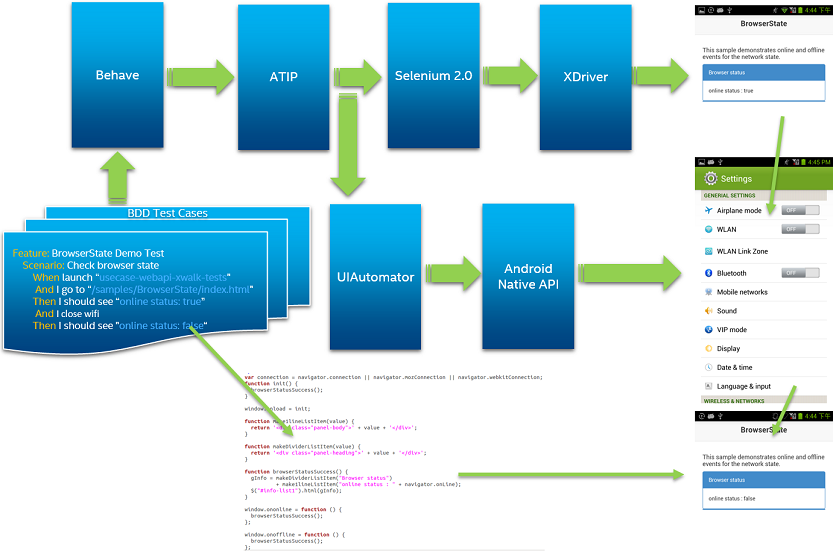 Behave
ATIP
Selenium 2.0
XDriver
4:44 下午
BrowserState
This sample demonstrates online and offline
events for the network state.
Browser status
online status : true
BDD Test Cases
Feature: BrowserState Demo Test
Scenario: Check browser state
When launch "usecase-webapi-xwalk-tests"
And I go to "/samples/BrowserState/index.html"
Then I should see "online status: true"
And I close wifi
Then I should see "online status: false"
UIAutomator
Android
Native API
4:45 PM
Settings
GENERIAL SETTINGS
Airplane mode
OFF
WLAN
OFF
WLAN Link Zone
Bluetooth
OFF
Mobile networks
Sound
VIP mode
Display
Date & time
Language & input
WIRELESS & NETWORKS
var connection = navigator.connection || navigator.mozConnection || navigator.webkitConnection;
function init() {
browserStatusSuccess();
}
window.onload = init;
function makeilineListItem(value) {
return '<div class="panel-body">' + value + '</div>';
}
function makeDividerListItem(value) {
return '<div class="panel-heading">' + value + '</div>';
}
function browserStatusSuccess() {
gInfo = makeDividerListItem("Browser status")
+ makeilineListItem("online status : " + navigator.onLine);
$("#info-list1").html(gInfo);
}
window.ononline = function () {
browserStatusSuccess();
};
window.onoffline = function () {
browserStatusSuccess();
};
4:44 下午
BrowserState
This sample demonstrates online and offline
events for the network state.
Browser status
online status : false